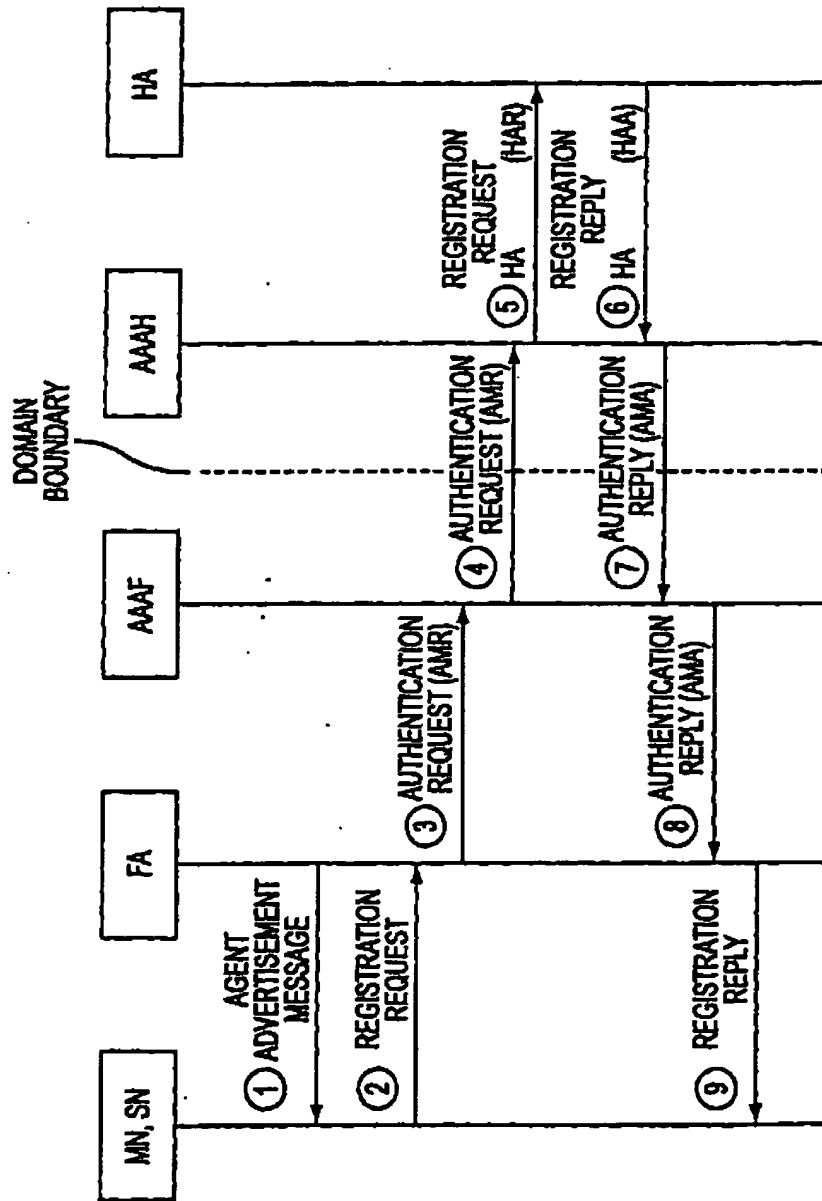 DOMAIN
BOUNDARY
MN, SN
FA
AAAF
AAAH
HA
AGENT
① ADVERTISEMENT
MESSAGE
② REGISTRATION
REQUEST
③ AUTHENTICATION
REQUEST (AMR)
④ AUTHENTICATION
REQUEST (AMR)
REGISTRATION
REQUEST
⑤ HA (HAR)
REGISTRATION
REPLY
⑥ HA (HAA)
⑦ AUTHENTICATION
REPLY (AMA)
⑧ AUTHENTICATION
REPLY (AMA)
⑨ REGISTRATION
REPLY